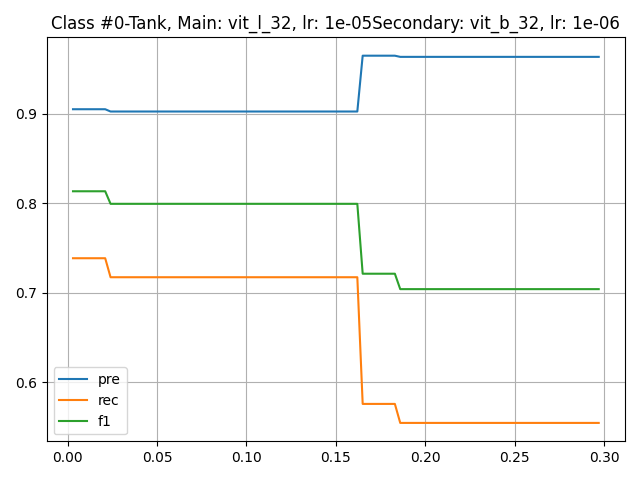 Class #0-Tank, Main: vit_l_32, lr: 1e-05Secondary: vit_b_32, lr: 1e-06
0.9
0.8
0.7
0.6
pre
rec
f1
0.00 0.05 0.10 0.15 0.20 0.25 0.30